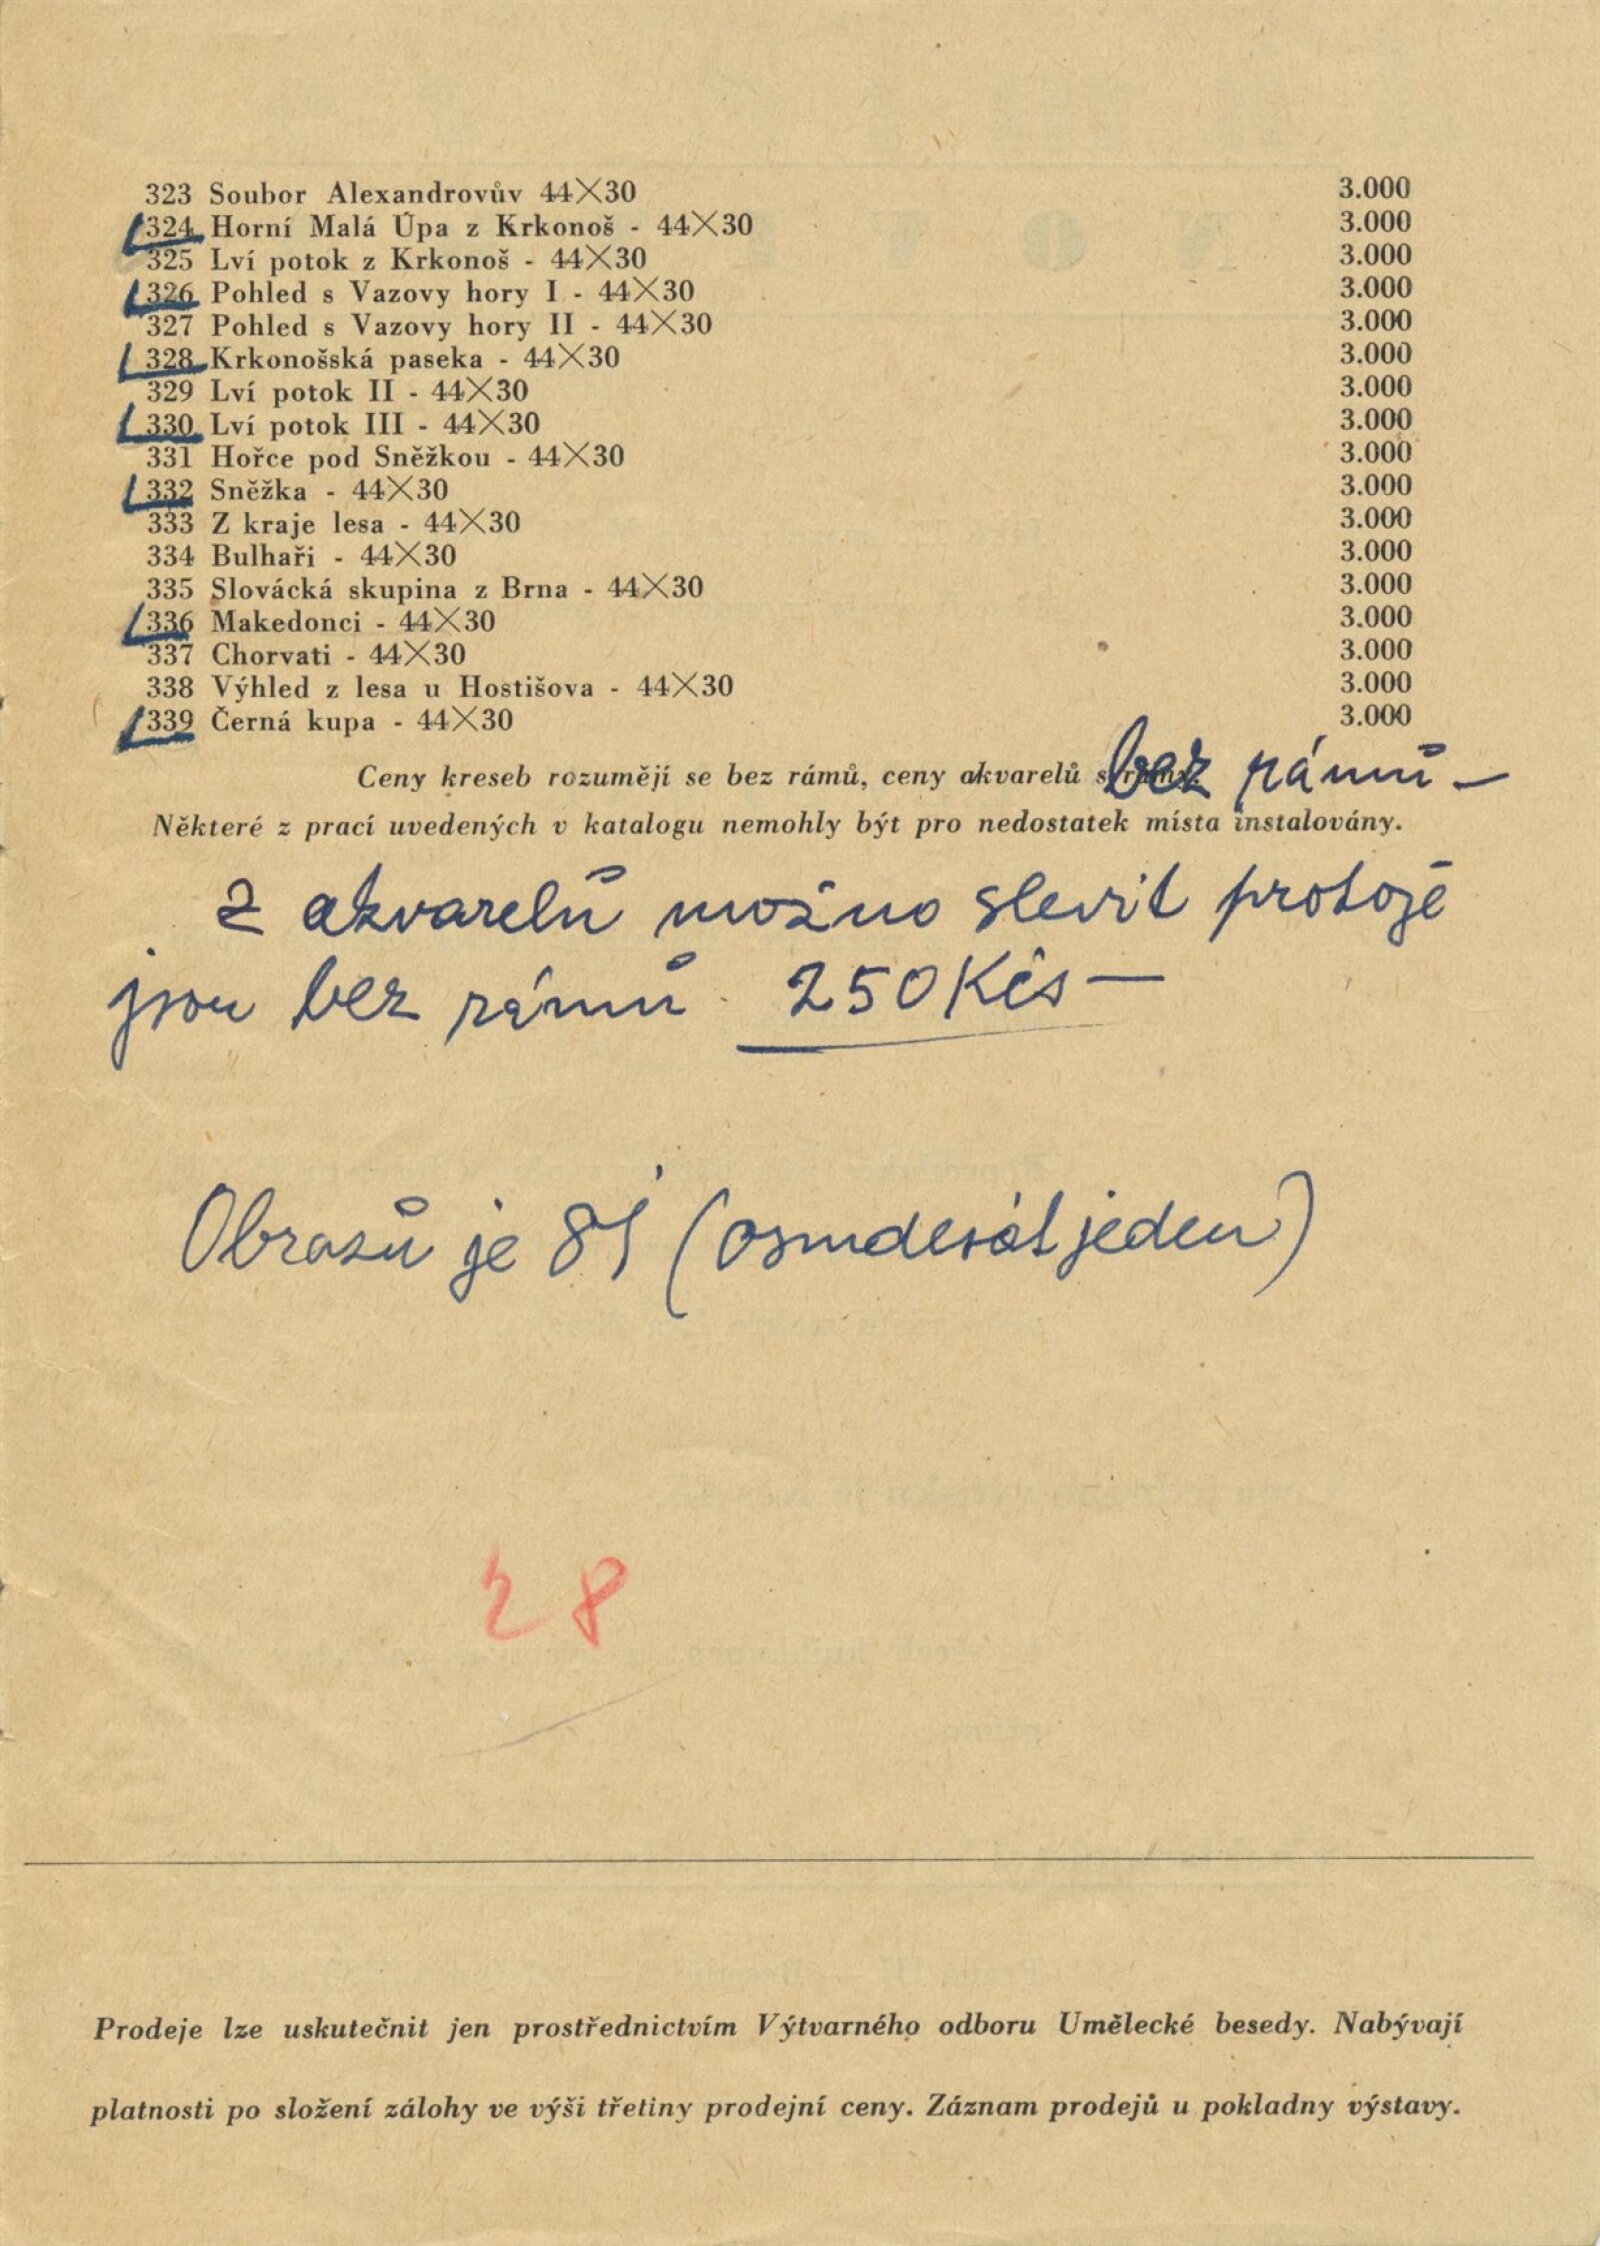 323 Soubor Alexandrovův 44×30 3.000
324 Horní Malá Úpa z Krkonoš - 44×30 3.000
325 Lví potok z Krkonoš - 44×30 3.000
326 Pohled s Vazovy hory I - 44×30 3.000
327 Pohled s Vazovy hory II - 44×30 3.000
328 Krkonošská paseka - 44×30 3.000
329 Lví potok II - 44×30 3.000
330 Lví potok III - 44×30 3.000
331 Hořce pod Sněžkou - 44×30 3.000
332 Sněžka - 44×30 3.000
333 Z kraje lesa - 44×30 3.000
334 Bulhaři - 44×30 3.000
335 Slovácká skupina z Brna - 44×30 3.000
336 Makedonci - 44×30 3.000
337 Chorvati - 44×30 3.000
338 Výhled z lesa u Hostišova - 44×30 3.000
339 Černá kupa - 44×30 3.000
Ceny kreseb rozumějí se bez rámů, ceny akvarelů bez rámů -
Některé z prací uvedených v katalogu nemohly být pro nedostatek místa instalovány.
z akvarelů možno slevit protože
jsou bez rámů 250 Kčs —
Obrazů je 81 (osmdesátjeden)
28
Prodeje lze uskutečnit jen prostřednictvím Výtvarného odboru Umělecké besedy. Nabývají
platnosti po složení zálohy ve výši třetiny prodejní ceny. Záznam prodejů u pokladny výstavy.